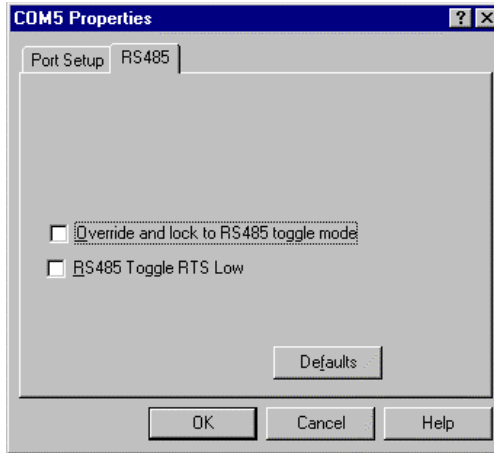 COM5 Properties
Port Setup RS485
Override and lock to RS485 toggle mode
RS485 Toggle RTS Low
Defaults
OK Cancel Help